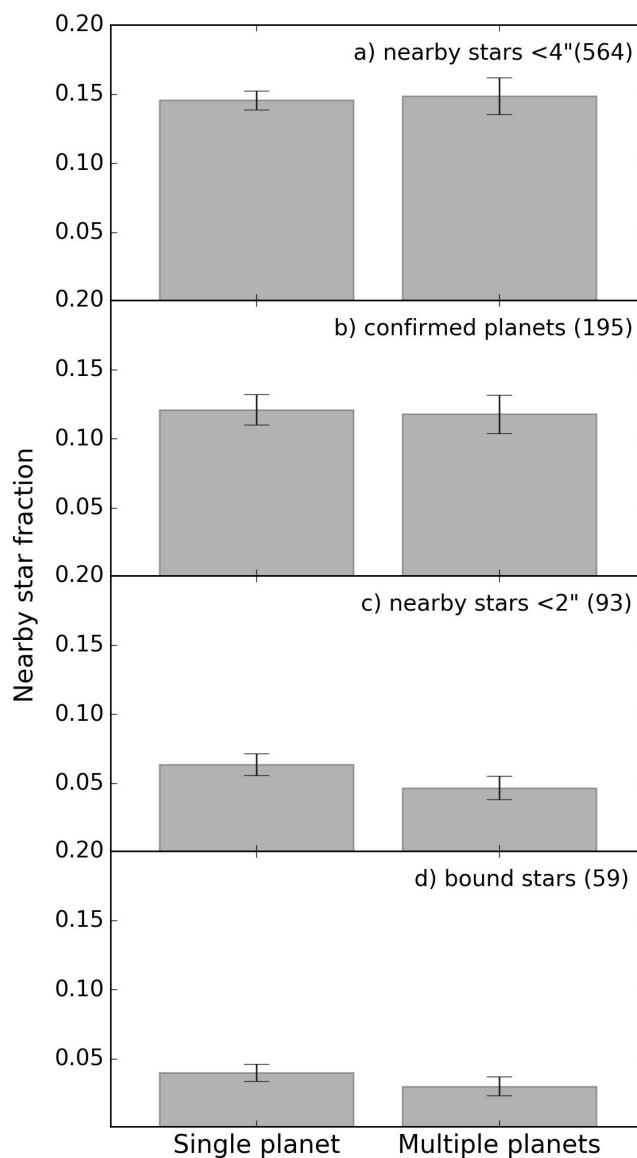 0.20
a) nearby stars <4"(564)
0.15
0.10
0.05
0.20
b) confirmed planets (195)
0.15
0.10
0.05
0.20
c) nearby stars <2" (93)
0.15
0.10
0.05
0.20
d) bound stars (59)
0.15
0.10
0.05
Nearby star fraction
Single planet
Multiple planets